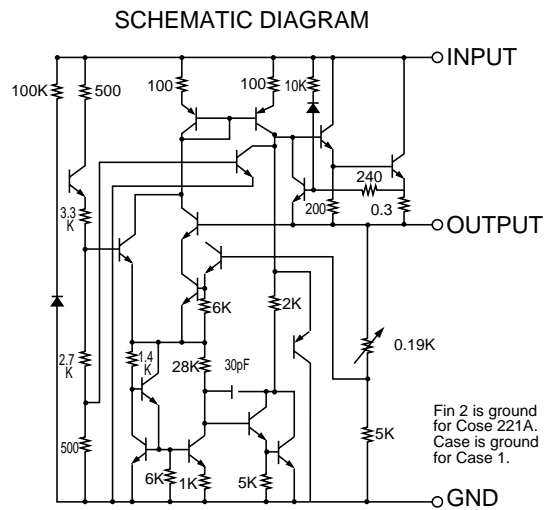 SCHEMATIC DIAGRAM
INPUT
100K
500
100
100
10K
240
200
0.3
3.3
K
OUTPUT
6K
2K
0.19K
2.7
K
1.4
K
28K
30pF
500
6K
1K
5K
5K
Fin 2 is ground
for Cose 221A.
Case is ground
for Case 1.
GND